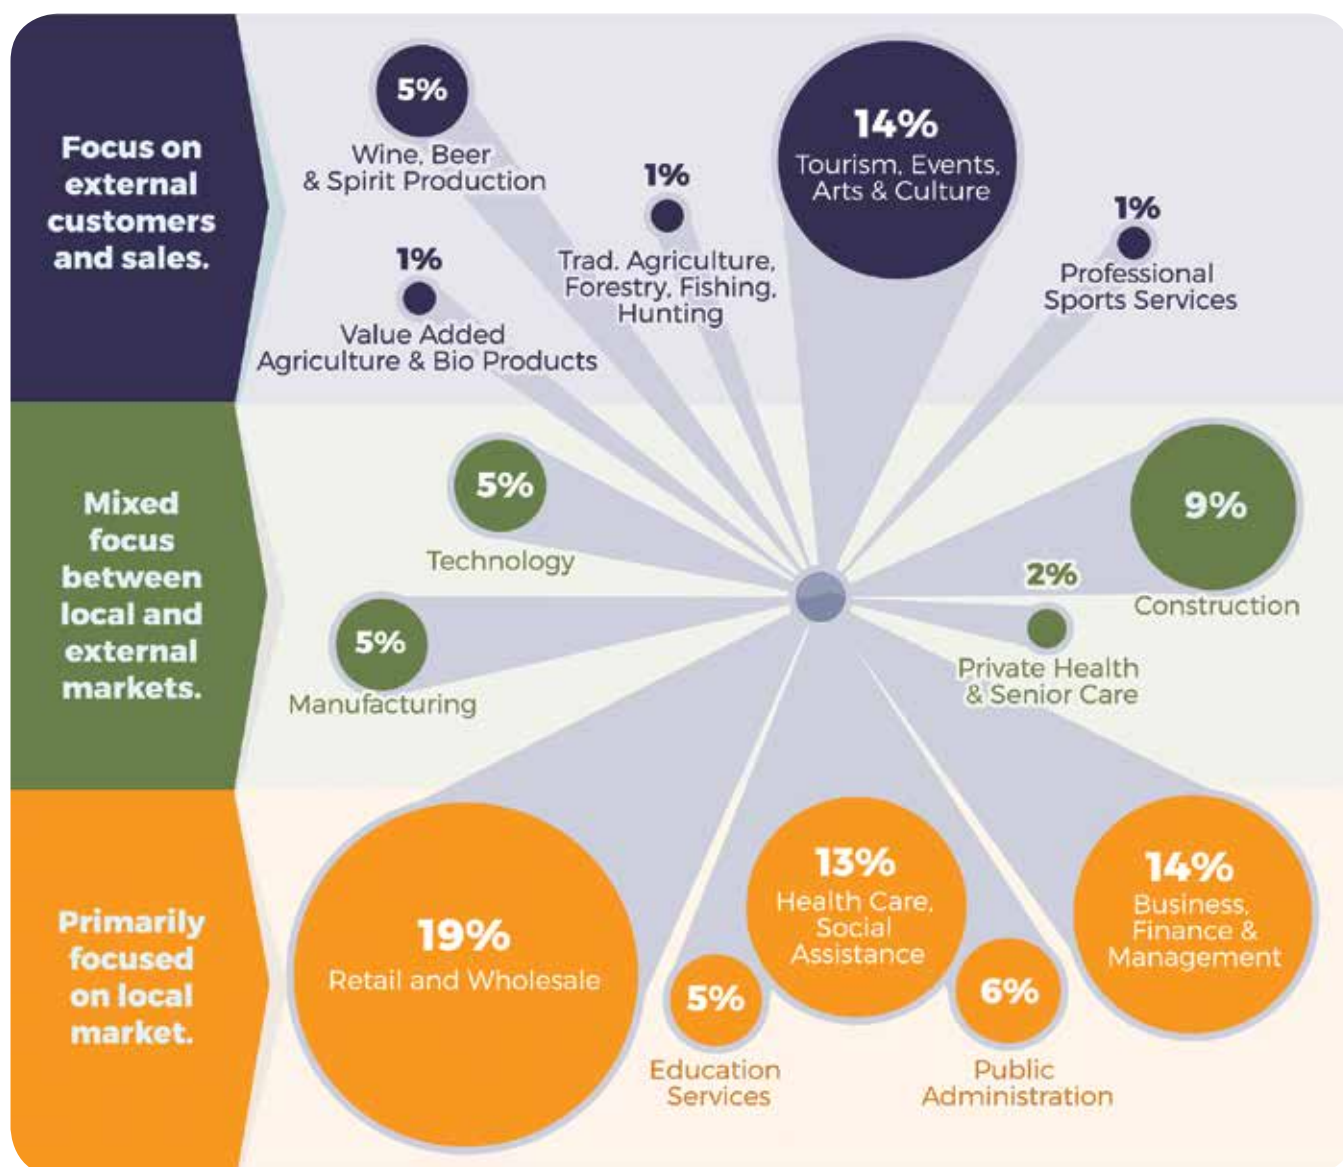 Focus on
external
customers
and sales.
5%
Wine, Beer
& Spirit Production
1%
Value Added
Agriculture & Bio Products
1%
Trad. Agriculture,
Forestry, Fishing,
Hunting
14%
Tourism, Events,
Arts & Culture
1%
Professional
Sports Services
Mixed
focus
between
local and
external
markets.
5%
Technology
5%
Manufacturing
9%
Construction
2%
Private Health
& Senior Care
Primarily
focused
on local
market.
19%
Retail and Wholesale
5%
Education
Services
13%
Health Care,
Social
Assistance
6%
Public
Administration
14%
Business,
Finance &
Management